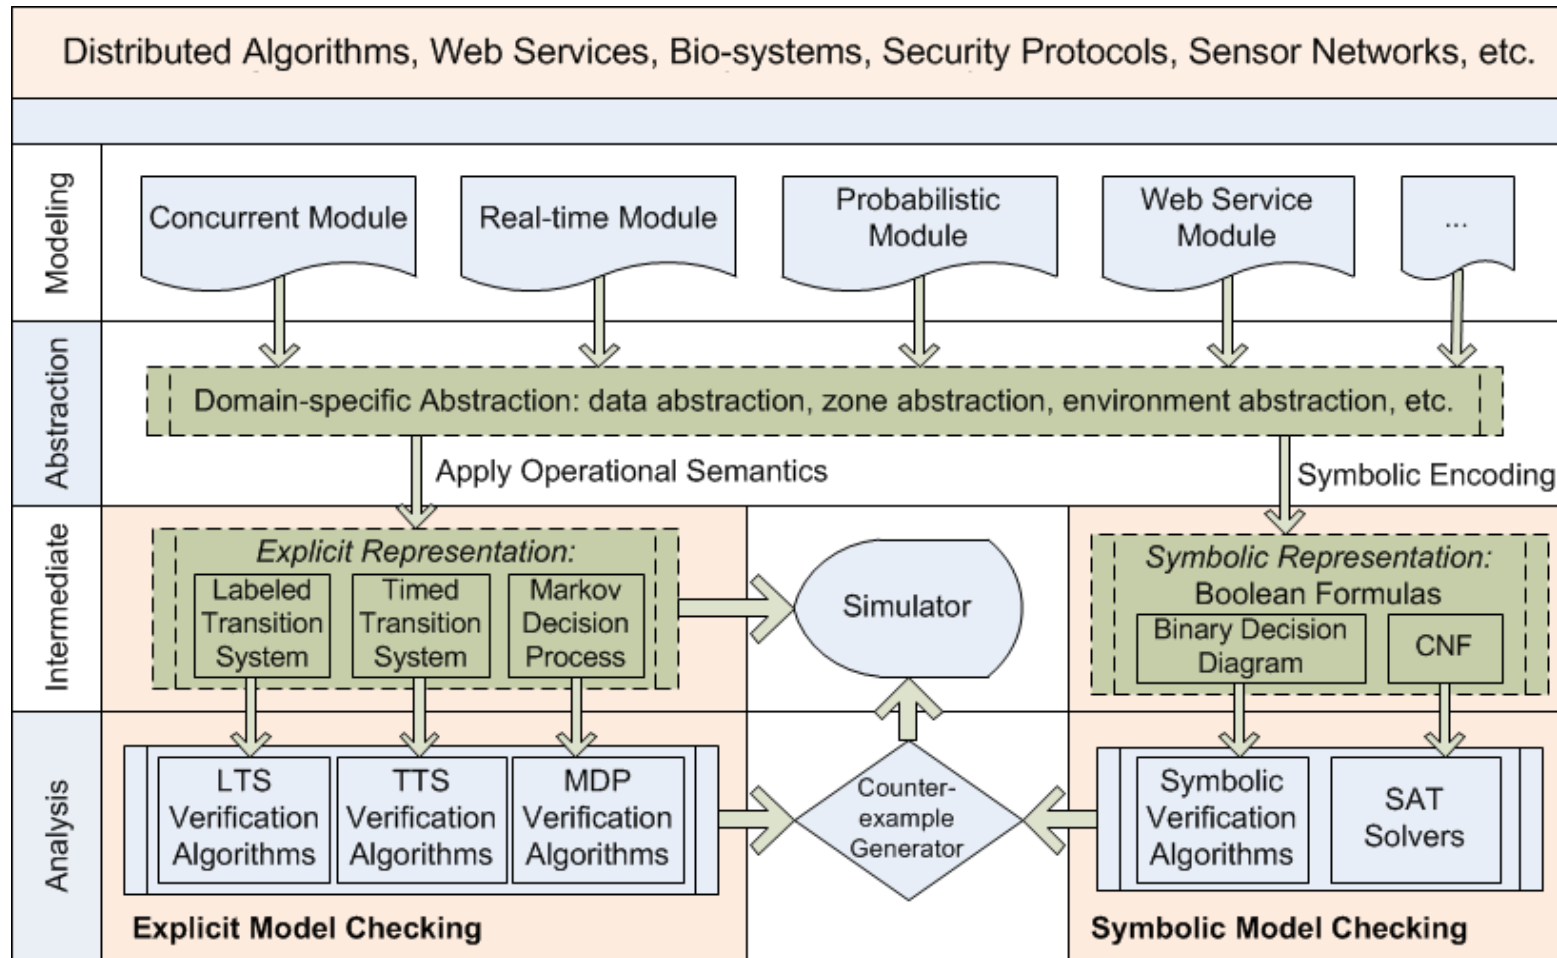 Distributed Algorithms, Web Services, Bio-systems, Security Protocols, Sensor Networks, etc.
Modeling
Concurrent Module
Real-time Module
Probabilistic
Module
Web Service
Module
...
Abstraction
Domain-specific Abstraction: data abstraction, zone abstraction, environment abstraction, etc.
Apply Operational Semantics
Symbolic Encoding
Intermediate
Explicit Representation:
Labeled
Transition
System
Timed
Transition
System
Markov
Decision
Process
Simulator
Symbolic Representation:
Boolean Formulas
Binary Decision
Diagram
CNF
Analysis
LTS
Verification
Algorithms
TTS
Verification
Algorithms
MDP
Verification
Algorithms
Counter-
example
Generator
Symbolic
Verification
Algorithms
SAT
Solvers
Explicit Model Checking
Symbolic Model Checking